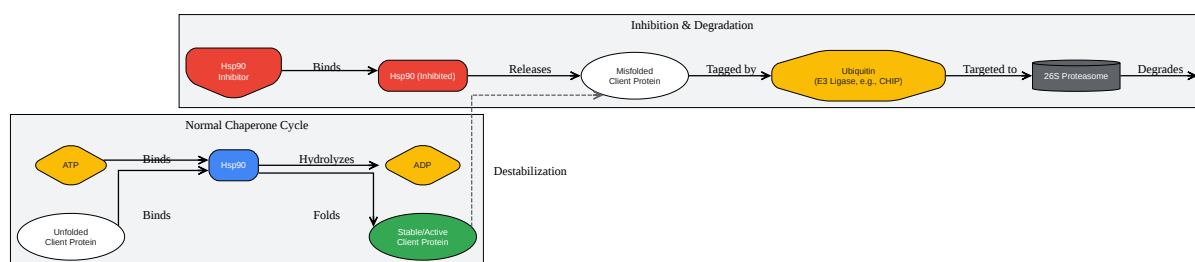 Inhibition & Degradation
Hsp90
Inhibitor
Binds
Hsp90 (Inhibited)
Releases
Misfolded
Client Protein
Tagged by
Ubiquitin
(E3 Ligase, e.g., CHIP)
Targeted to
26S Proteasome
Degrades
Normal Chaperone Cycle
ATP
Binds
Hsp90
Hydrolyzes
ADP
Destabilization
Unfolded
Client Protein
Binds
Folds
Stable/Active
Client Protein